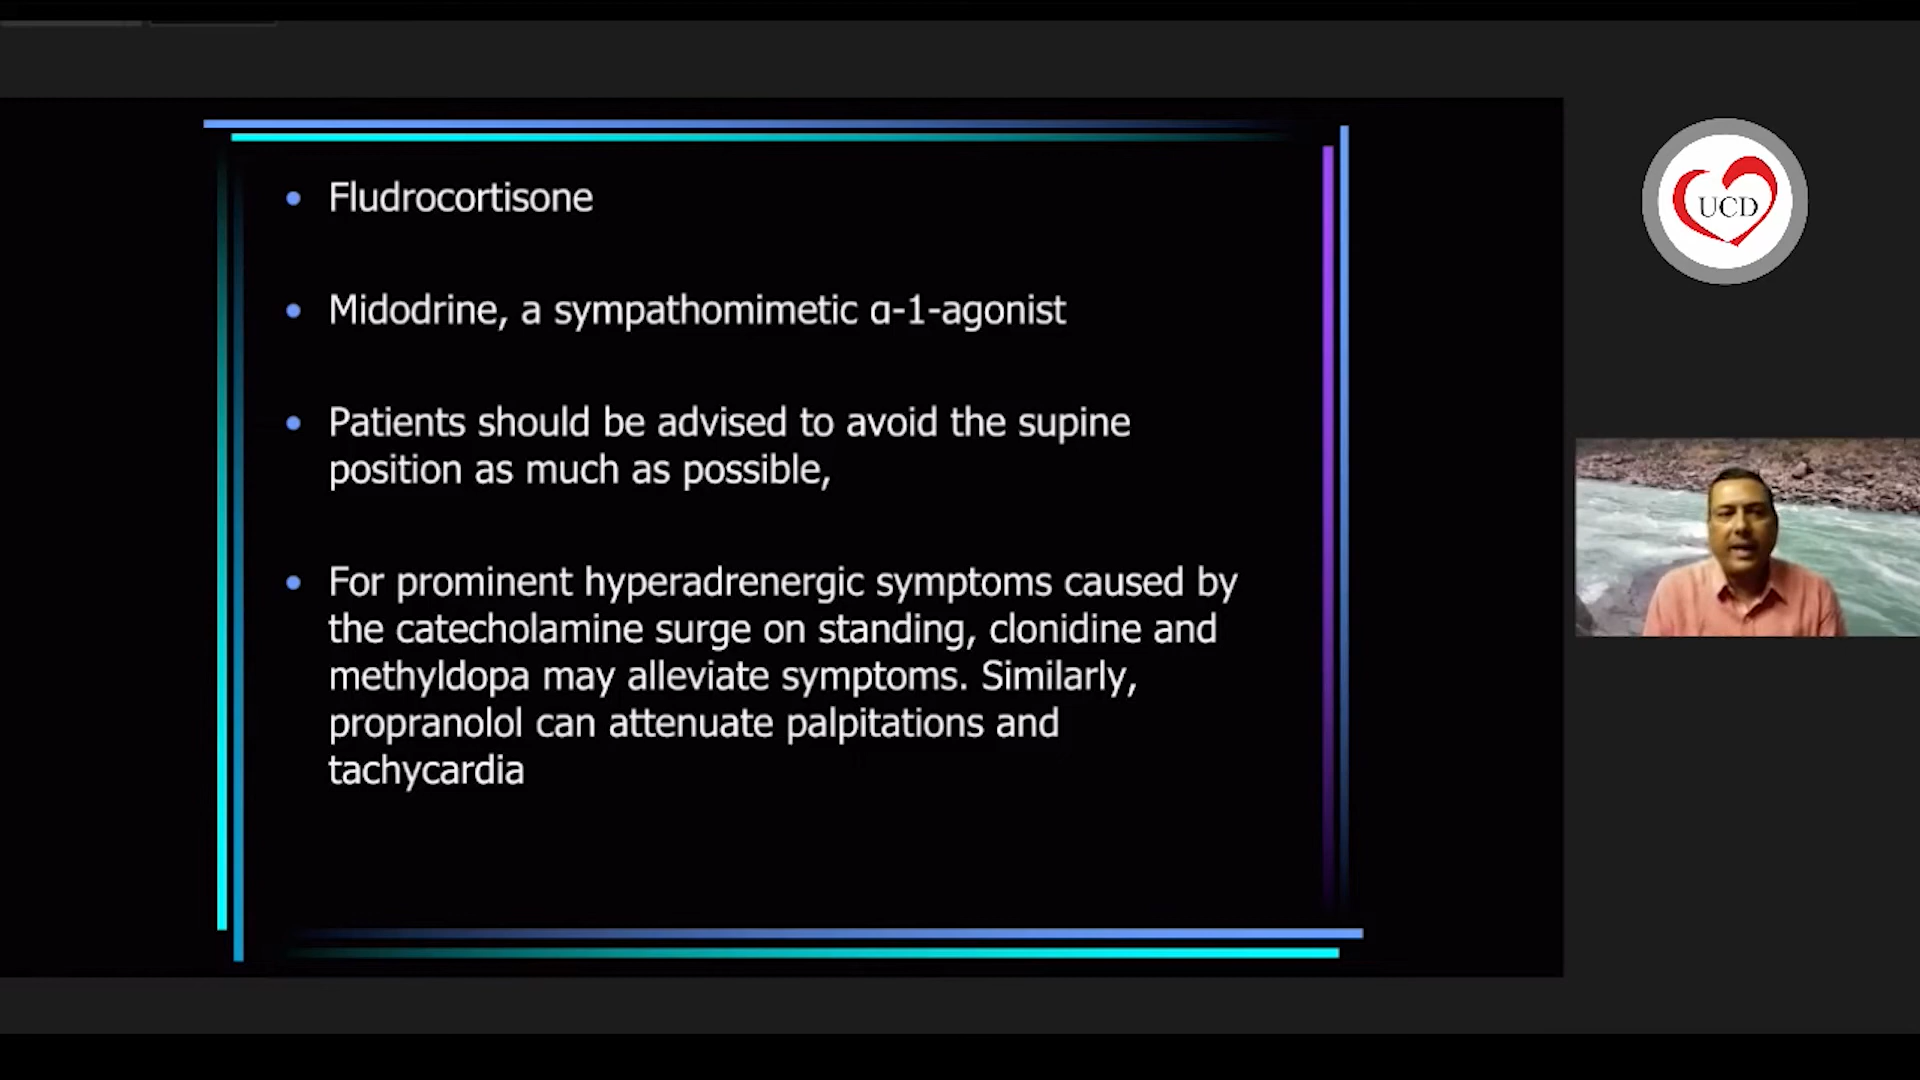 Fludrocortisone
Midodrine, a sympathomimetic α-1-agonist
Patients should be advised to avoid the supine
position as much as possible,
For prominent hyperadrenergic symptoms caused by
the catecholamine surge on standing, clonidine and
methyldopa may alleviate symptoms. Similarly,
propranolol can attenuate palpitations and
tachycardia
UCD